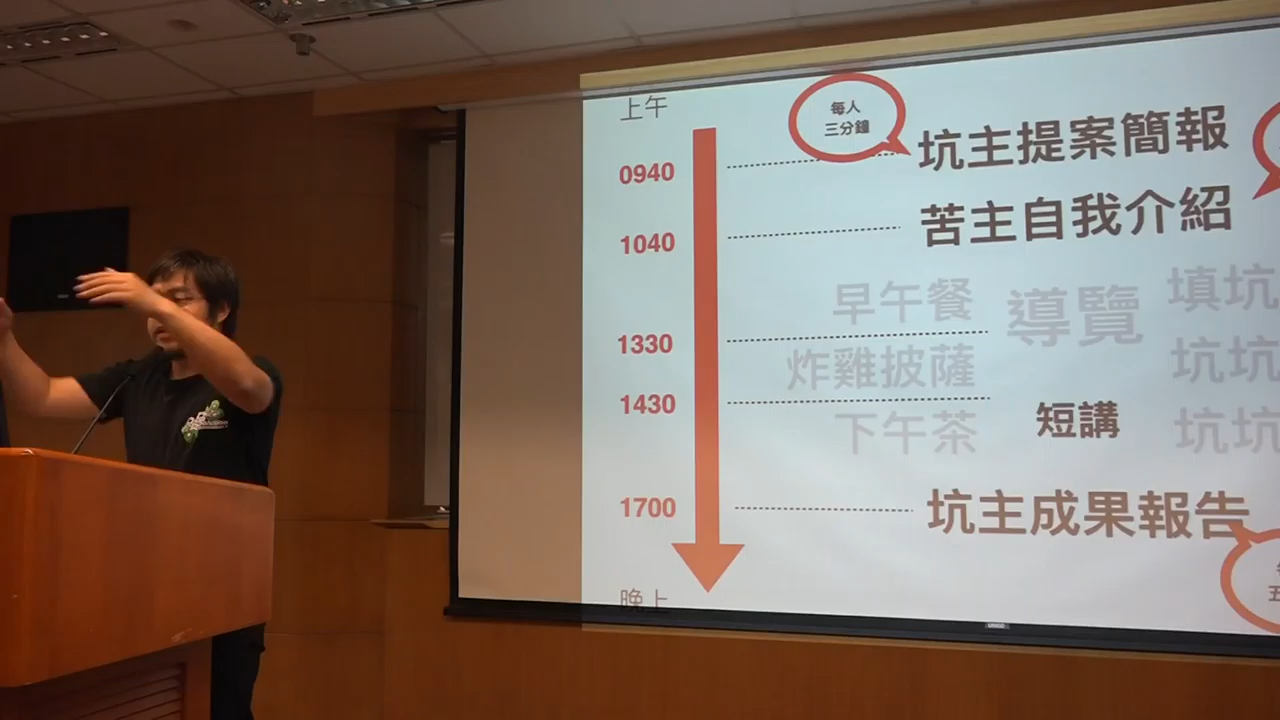 上午
每人
三分鐘
0940
坑主提案簡報
1040
苦主自我介紹
早午餐
導覽
填坑
1330
炸雞披薩
坑坑
1430
短講
下午茶
坑坑
1700
坑主成果報告
五
晚上